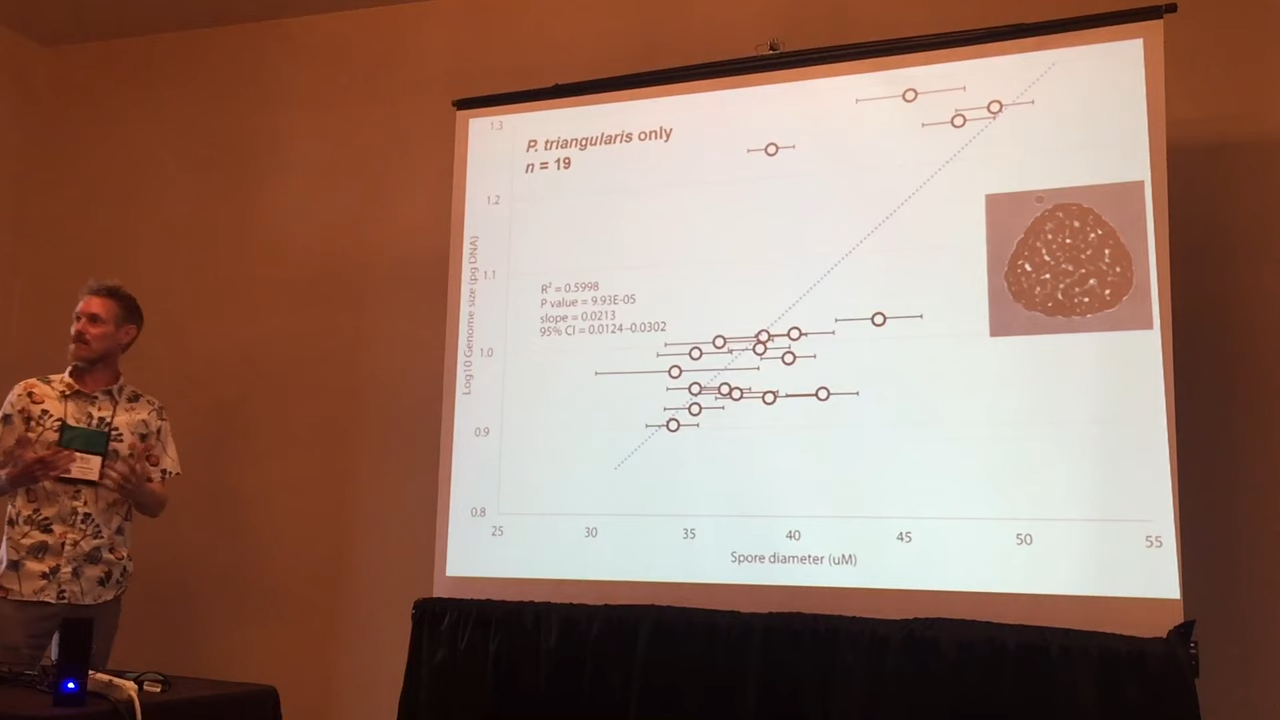 P. triangularis only
n = 19
R² = 0.5998
P value = 9.93E-05
slope = 0.0213
95% CI = 0.0124–0.0302
Log10 Genome size (pg DNA)
1.3
1.2
1.1
1.0
0.9
0.8
25 30 35 40 45 50 55
Spore diameter (uM)